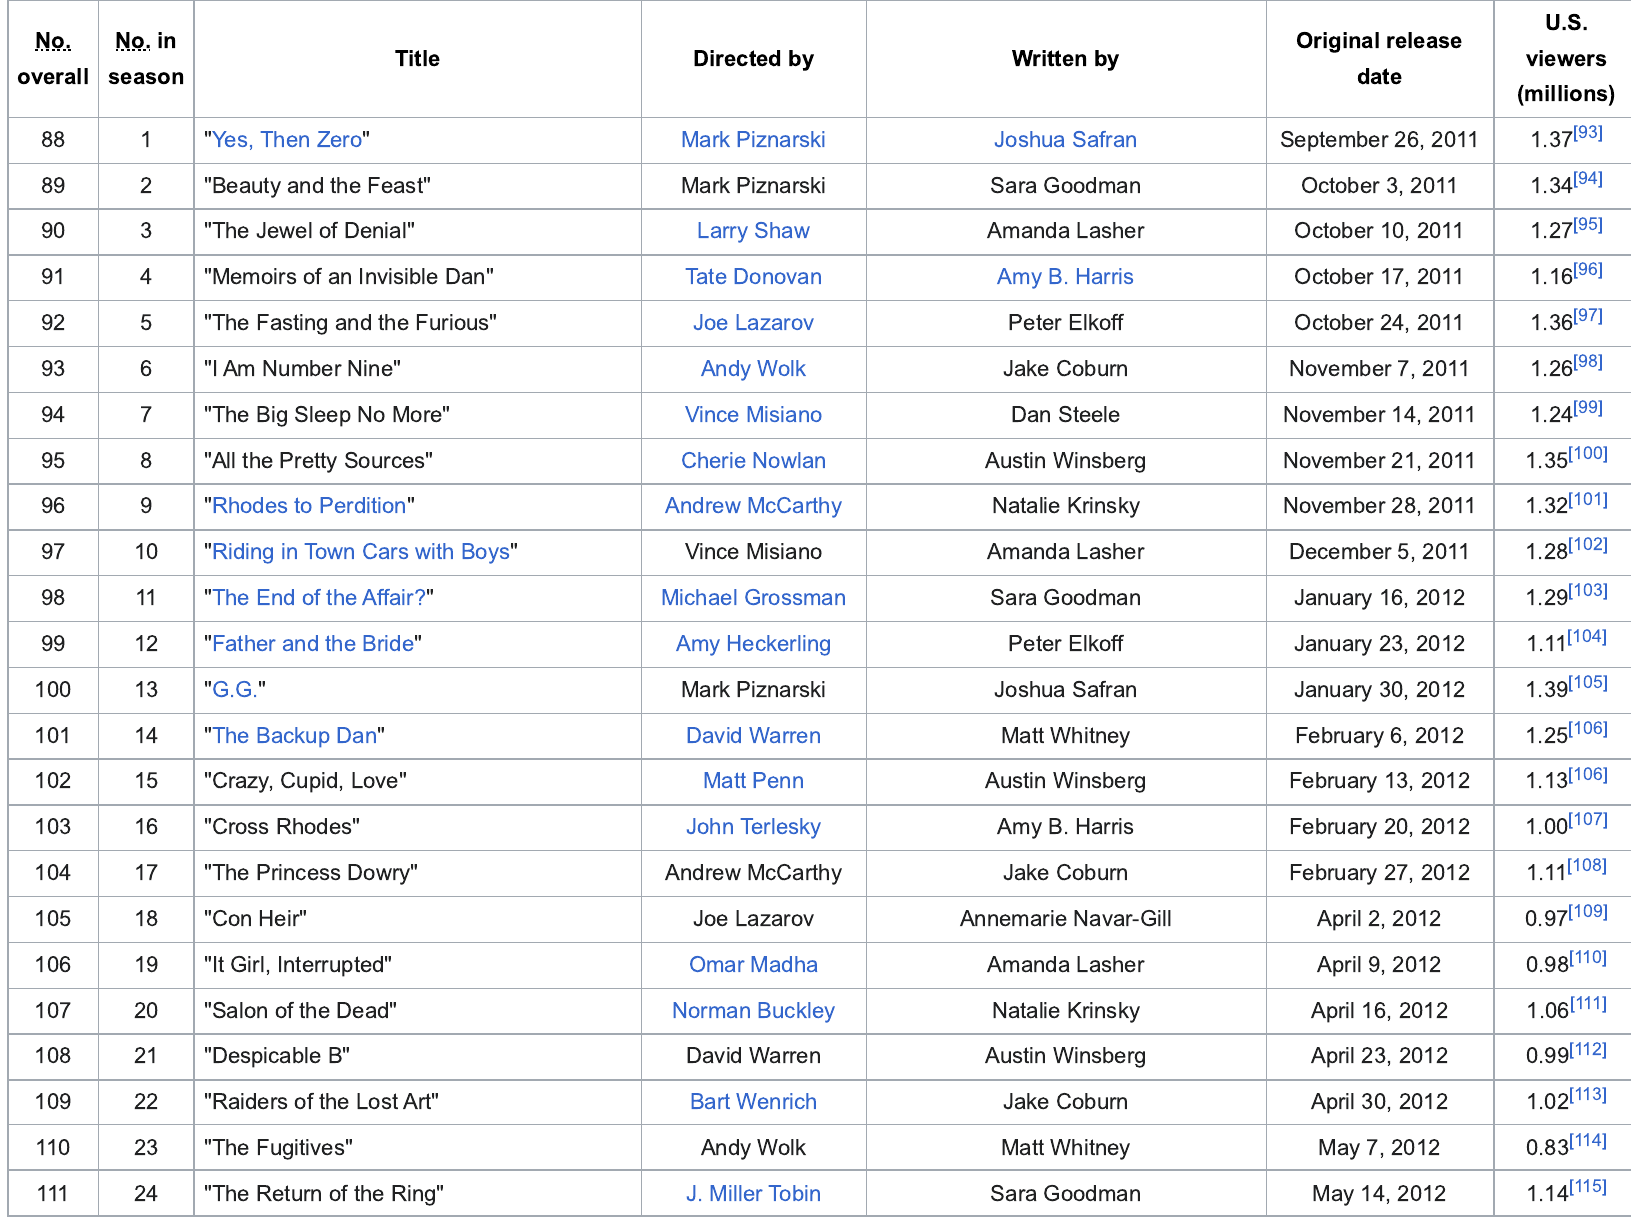 No. overall No. in season Title Directed by Written by Original release date U.S. viewers (millions)
88 1 "Yes, Then Zero" Mark Piznarski Joshua Safran September 26, 2011 1.37[93]
89 2 "Beauty and the Feast" Mark Piznarski Sara Goodman October 3, 2011 1.34[94]
90 3 "The Jewel of Denial" Larry Shaw Amanda Lasher October 10, 2011 1.27[95]
91 4 "Memoirs of an Invisible Dan" Tate Donovan Amy B. Harris October 17, 2011 1.16[96]
92 5 "The Fasting and the Furious" Joe Lazarov Peter Elkoff October 24, 2011 1.36[97]
93 6 "I Am Number Nine" Andy Wolk Jake Coburn November 7, 2011 1.26[98]
94 7 "The Big Sleep No More" Vince Misiano Dan Steele November 14, 2011 1.24[99]
95 8 "All the Pretty Sources" Cherie Nowlan Austin Winsberg November 21, 2011 1.35[100]
96 9 "Rhodes to Perdition" Andrew McCarthy Natalie Krinsky November 28, 2011 1.32[101]
97 10 "Riding in Town Cars with Boys" Vince Misiano Amanda Lasher December 5, 2011 1.28[102]
98 11 "The End of the Affair?" Michael Grossman Sara Goodman January 16, 2012 1.29[103]
99 12 "Father and the Bride" Amy Heckerling Peter Elkoff January 23, 2012 1.11[104]
100 13 "G.G." Mark Piznarski Joshua Safran January 30, 2012 1.39[105]
101 14 "The Backup Dan" David Warren Matt Whitney February 6, 2012 1.25[106]
102 15 "Crazy, Cupid, Love" Matt Penn Austin Winsberg February 13, 2012 1.13[106]
103 16 "Cross Rhodes" John Terlesky Amy B. Harris February 20, 2012 1.00[107]
104 17 "The Princess Dowry" Andrew McCarthy Jake Coburn February 27, 2012 1.11[108]
105 18 "Con Heir" Joe Lazarov Annemarie Navar-Gill April 2, 2012 0.97[109]
106 19 "It Girl, Interrupted" Omar Madha Amanda Lasher April 9, 2012 0.98[110]
107 20 "Salon of the Dead" Norman Buckley Natalie Krinsky April 16, 2012 1.06[111]
108 21 "Despicable B" David Warren Austin Winsberg April 23, 2012 0.99[112]
109 22 "Raiders of the Lost Art" Bart Wenrich Jake Coburn April 30, 2012 1.02[113]
110 23 "The Fugitives" Andy Wolk Matt Whitney May 7, 2012 0.83[114]
111 24 "The Return of the Ring" J. Miller Tobin Sara Goodman May 14, 2012 1.14[115]